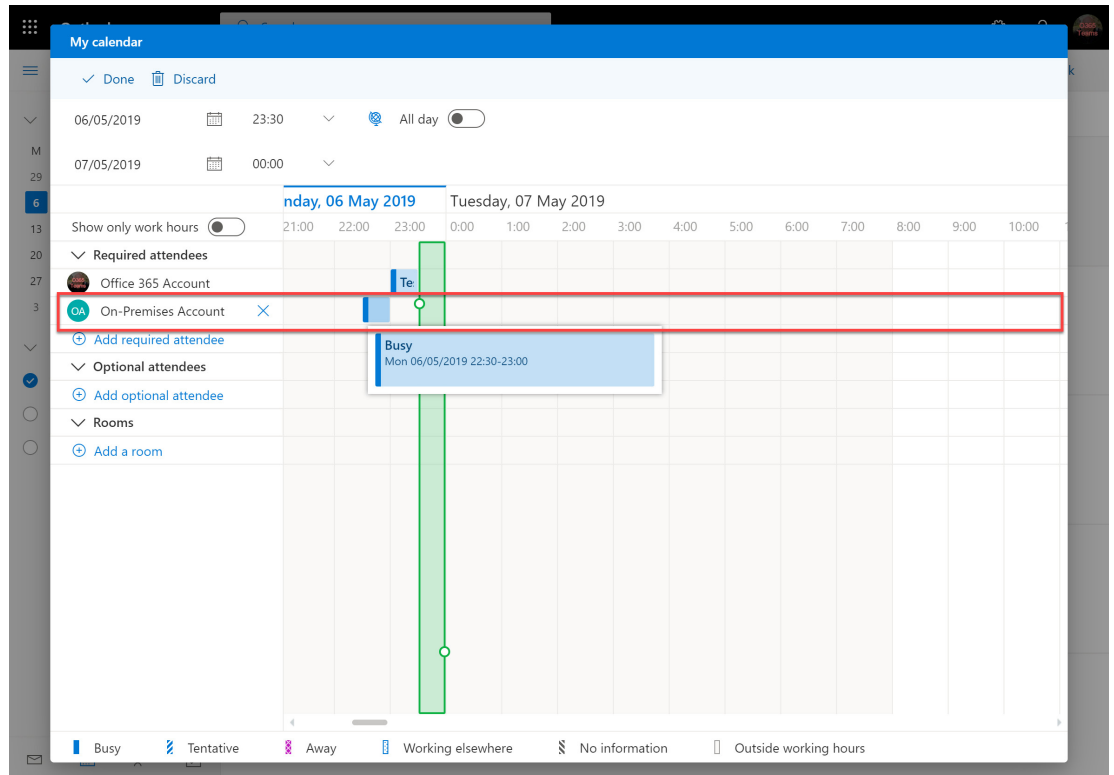 My calendar
Done Discard
06/05/2019 23:30 All day
07/05/2019 00:00
nday, 06 May 2019 Tuesday, 07 May 2019
Show only work hours 21:00 22:00 23:00 0:00 1:00 2:00 3:00 4:00 5:00 6:00 7:00 8:00 9:00 10:00
Required attendees
Office 365 Account Te
OA On-Premises Account
Add required attendee
Busy
Mon 06/05/2019 22:30-23:00
Optional attendees
Add optional attendee
Rooms
Add a room
Busy Tentative Away Working elsewhere No information Outside working hours
M
29
6
13
20
27
3
k